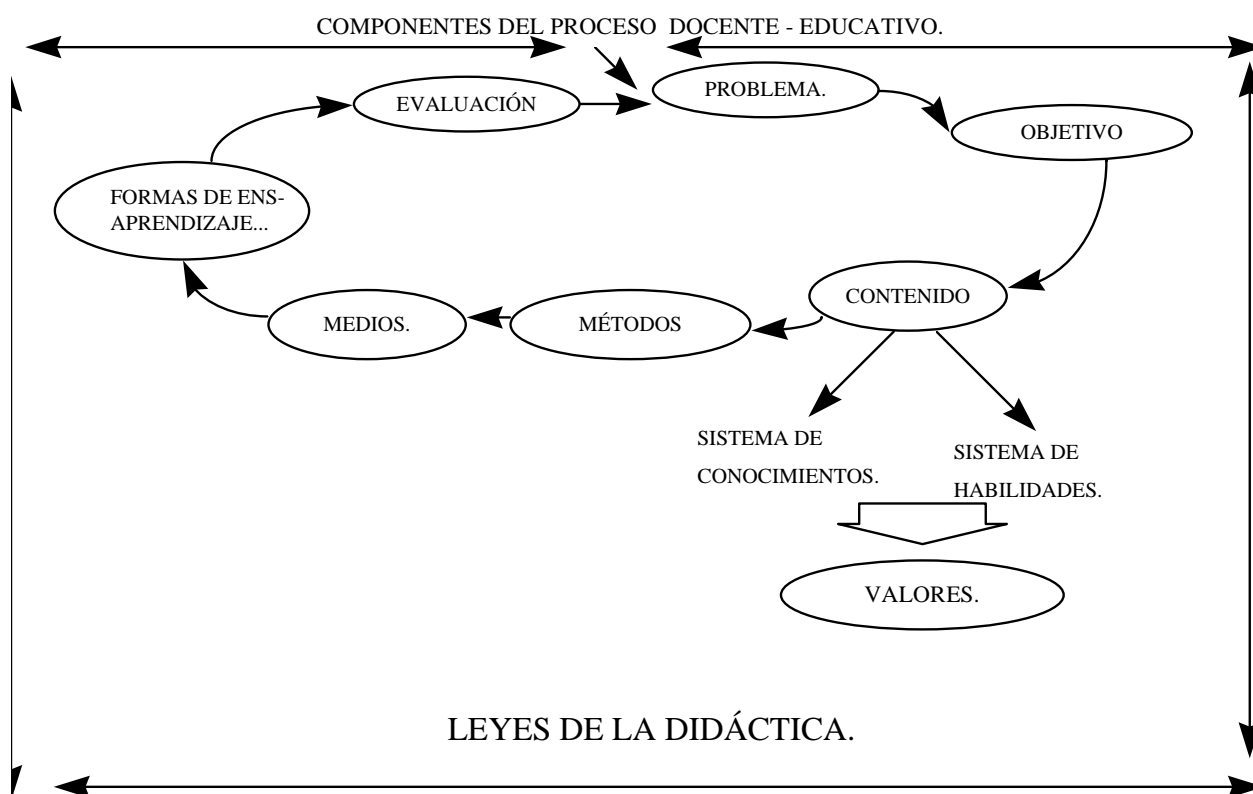 COMPONENTES DEL PROCESO DOCENTE - EDUCATIVO.
EVALUACIÓN
PROBLEMA.
OBJETIVO
FORMAS DE ENS-
APRENDIZAJE...
CONTENIDO
MEDIOS.
MÉTODOS
SISTEMA DE
CONOCIMIENTOS.
SISTEMA DE
HABILIDADES.
VALORES.
LEYES DE LA DIDÁCTICA.